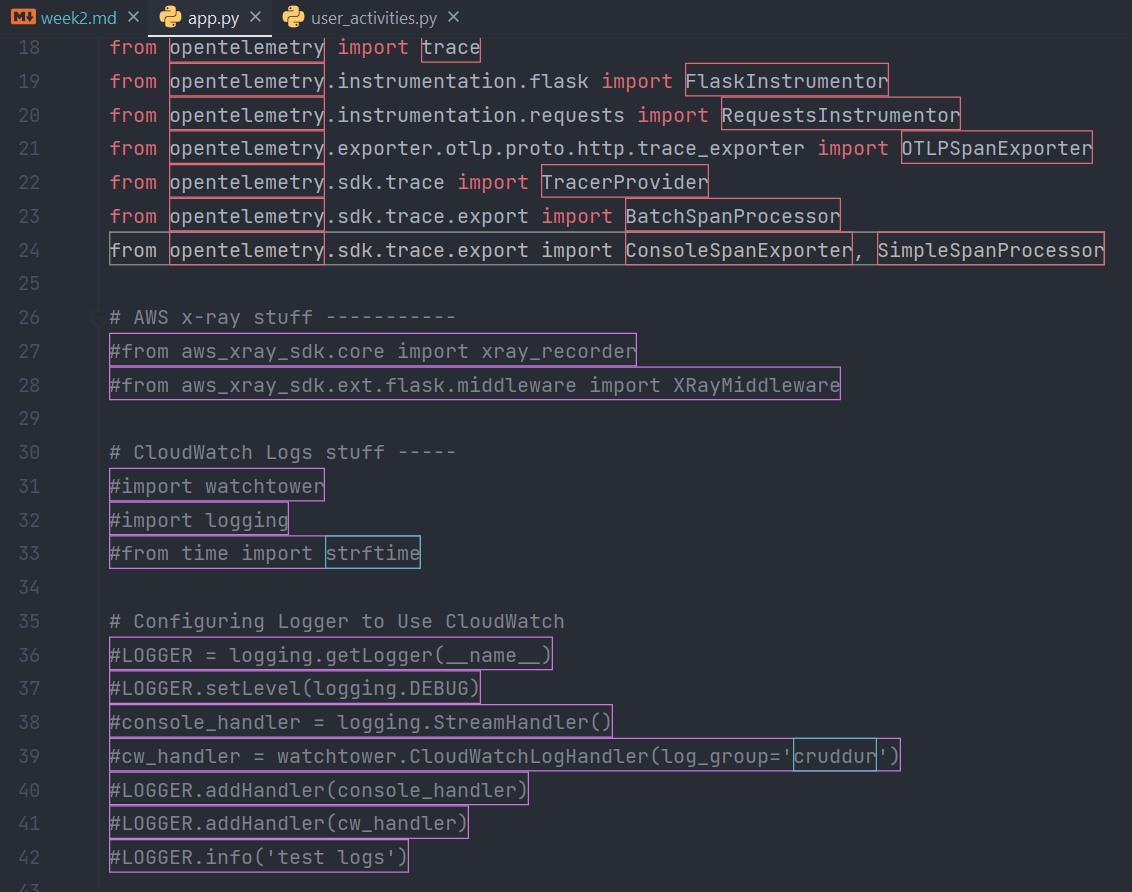 week2.md × app.py × user_activities.py ×
18 from opentelemetry import trace
19 from opentelemetry.instrumentation.flask import FlaskInstrumentor
20 from opentelemetry.instrumentation.requests import RequestsInstrumentor
21 from opentelemetry.exporter.otlp.proto.http.trace_exporter import OTLPSpanExporter
22 from opentelemetry.sdk.trace import TracerProvider
23 from opentelemetry.sdk.trace.export import BatchSpanProcessor
24 from opentelemetry.sdk.trace.export import ConsoleSpanExporter, SimpleSpanProcessor
25
26 # AWS x-ray stuff -----------
27 #from aws_xray_sdk.core import xray_recorder
28 #from aws_xray_sdk.ext.flask.middleware import XRayMiddleware
29
30 # CloudWatch Logs stuff -----
31 #import watchtower
32 #import logging
33 #from time import strftime
34
35 # Configuring Logger to Use CloudWatch
36 #LOGGER = logging.getLogger(__name__)
37 #LOGGER.setLevel(logging.DEBUG)
38 #console_handler = logging.StreamHandler()
39 #cw_handler = watchtower.CloudWatchLogHandler(log_group='cruddur')
40 #LOGGER.addHandler(console_handler)
41 #LOGGER.addHandler(cw_handler)
42 #LOGGER.info('test logs')
43